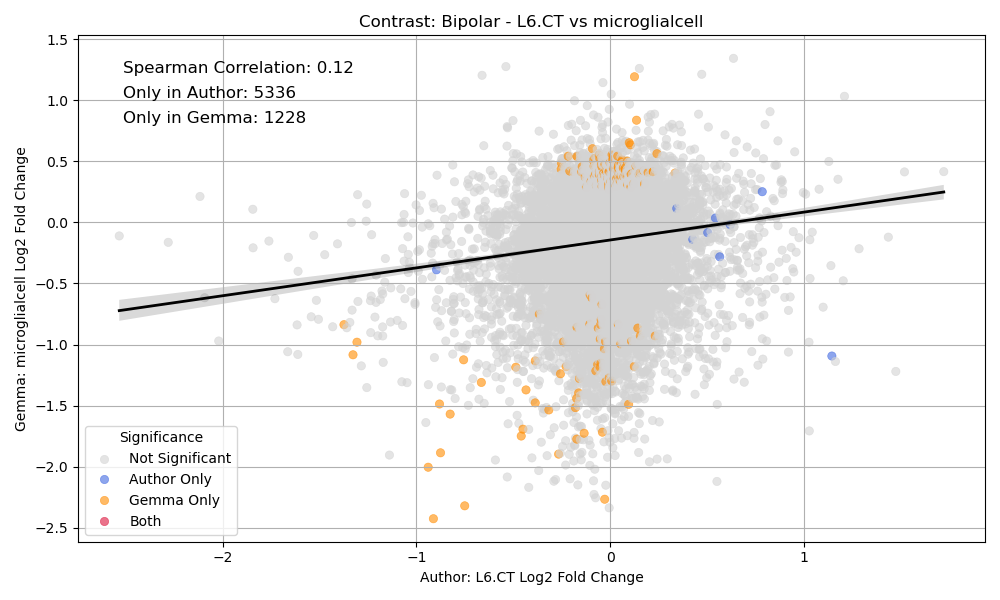 Contrast: Bipolar - L6.CT vs microglialcell
Spearman Correlation: 0.12
Only in Author: 5336
Only in Gemma: 1228
1.5
1.0
0.5
0.0
−0.5
−1.0
−1.5
−2.0
−2.5
Gemma: microglialcell Log2 Fold Change
Significance
Not Significant
Author Only
Gemma Only
Both
−2
−1
0
1
Author: L6.CT Log2 Fold Change